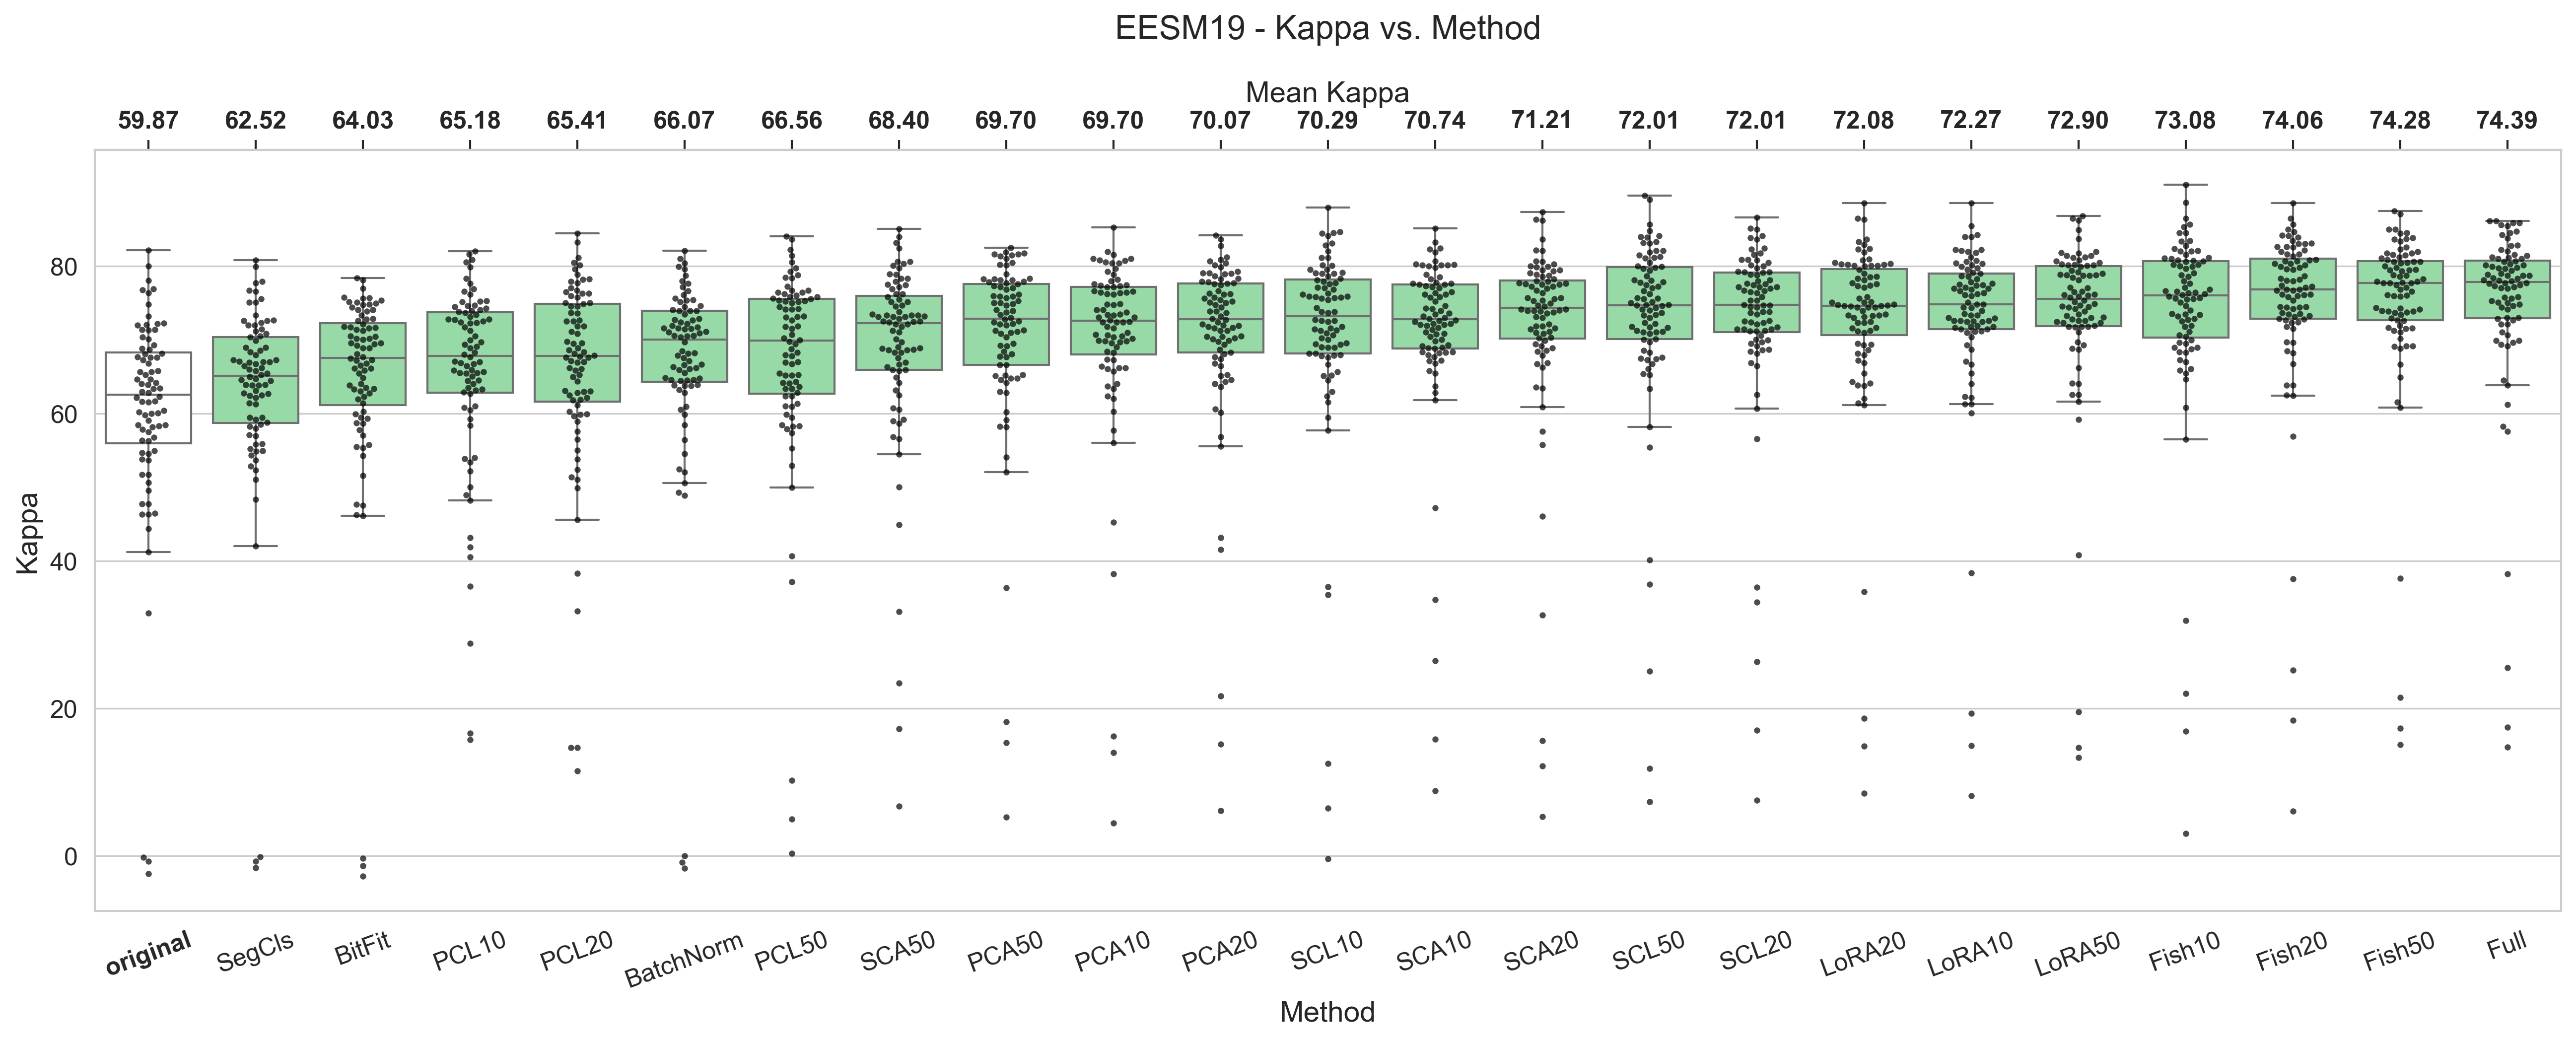 EESM19 - Kappa vs. Method
Mean Kappa
59.87 62.52 64.03 65.18 65.41 66.07 66.56 68.40 69.70 69.70 70.07 70.29 70.74 71.21 72.01 72.01 72.08 72.27 72.90 73.08 74.06 74.28 74.39
Kappa
80
60
40
20
0
original SegCls BitFit PCL10 PCL20 BatchNorm PCL50 SCA50 PCA50 PCA10 PCA20 SCL10 SCA10 SCA20 SCL50 SCL20 LoRA20 LoRA10 LoRA50 Fish10 Fish20 Fish50 Full
Method